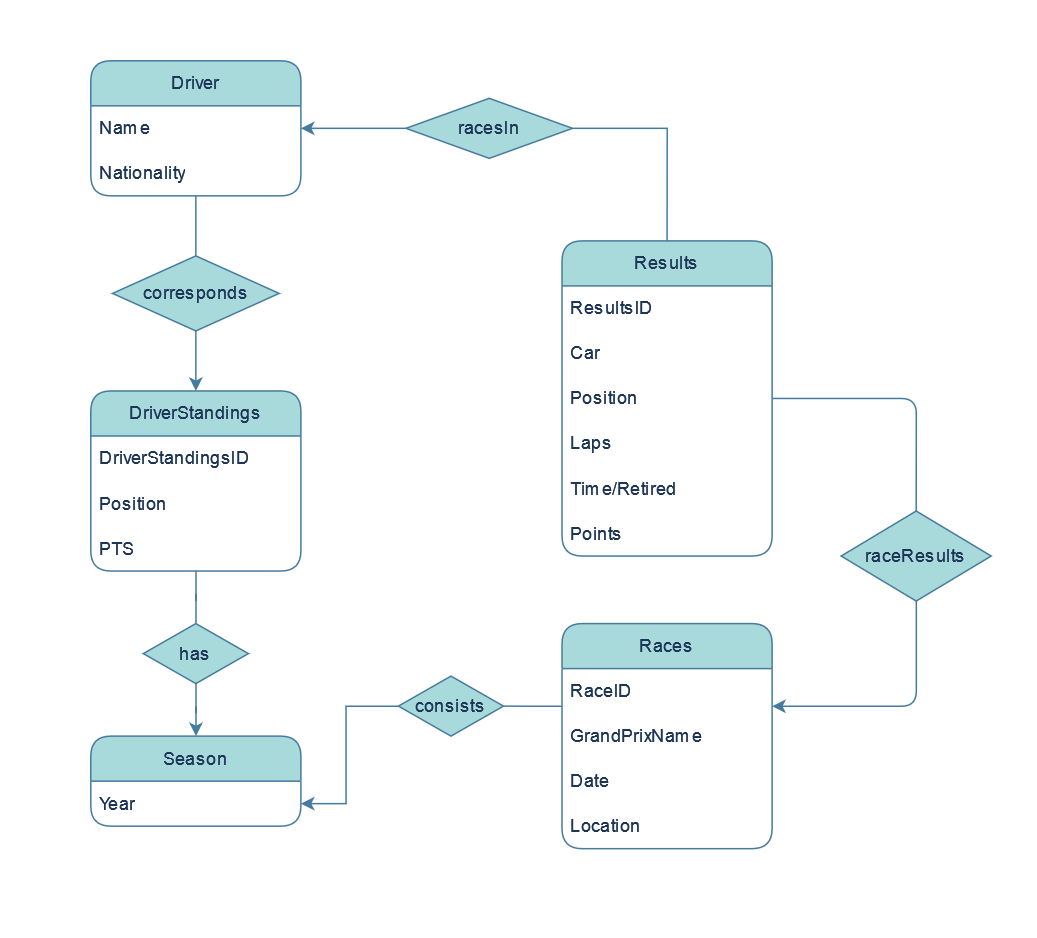 Driver
Name
Nationality
racesIn
corresponds
Results
ResultsID
Car
Position
Laps
Time/Retired
Points
DriverStandings
DriverStandingsID
Position
PTS
raceResults
has
Races
RaceID
GrandPrixName
Date
Location
consists
Season
Year